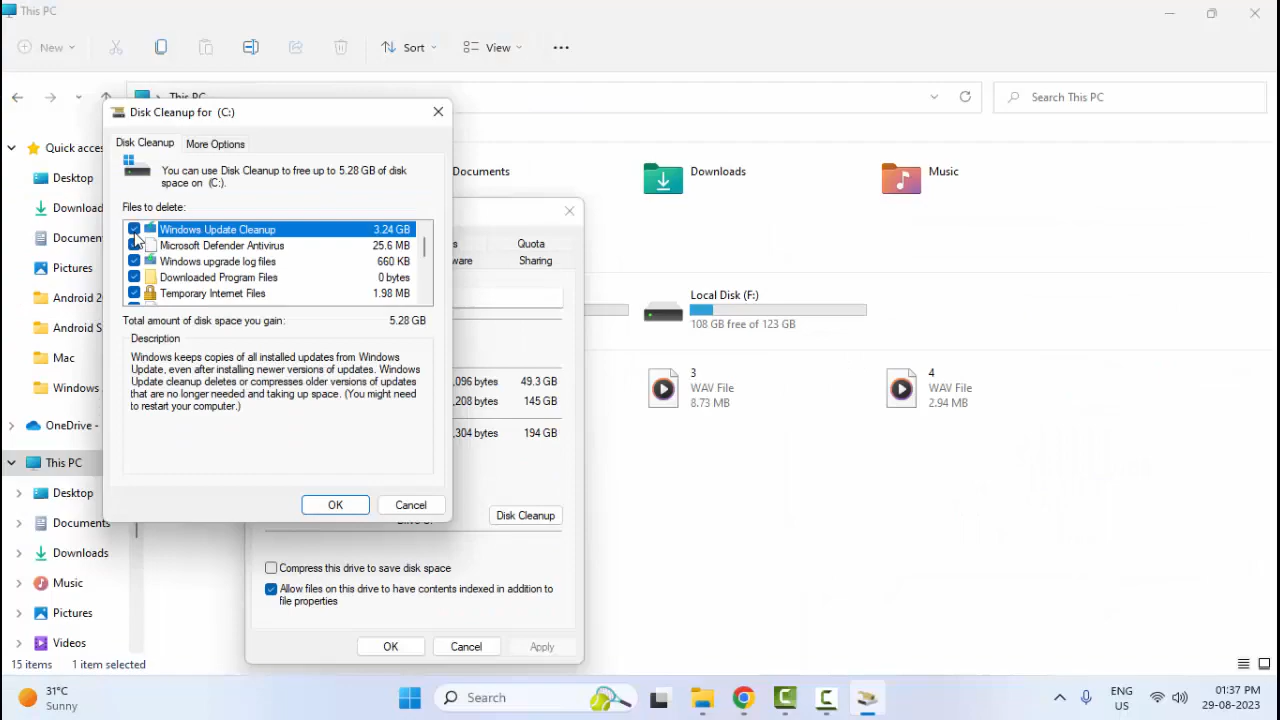 This PC
New
Sort
View
This PC
Search This PC
Quick acces
Desktop
Download
Documen
Pictures
Android 2
Android S
Mac
Windows
OneDrive -
This PC
Desktop
Documents
Downloads
Music
Pictures
Videos
15 items 1 item selected
Disk Cleanup for (C:)
Disk Cleanup More Options
You can use Disk Cleanup to free up to 5.28 GB of disk
space on (C:).
Files to delete:
Windows Update Cleanup 3.24 GB
Microsoft Defender Antivirus 25.6 MB
Windows upgrade log files 660 KB
Downloaded Program Files 0 bytes
Temporary Internet Files 1.98 MB
Total amount of disk space you gain: 5.28 GB
Description
Windows keeps copies of all installed updates from Windows
Update, even after installing newer versions of updates. Windows
Update cleanup deletes or compresses older versions of updates
that are no longer needed and taking up space. (You might need
to restart your computer.)
OK Cancel
Quota
ware Sharing
,096 bytes 49.3 GB
,208 bytes 145 GB
,304 bytes 194 GB
Disk Cleanup
Compress this drive to save disk space
Allow files on this drive to have contents indexed in addition to
file properties
OK Cancel Apply
Documents
Downloads
Music
Local Disk (F:)
108 GB free of 123 GB
3
WAV File
8.73 MB
4
WAV File
2.94 MB
31°C
Sunny
Search
ENG
US
01:37 PM
29-08-2023